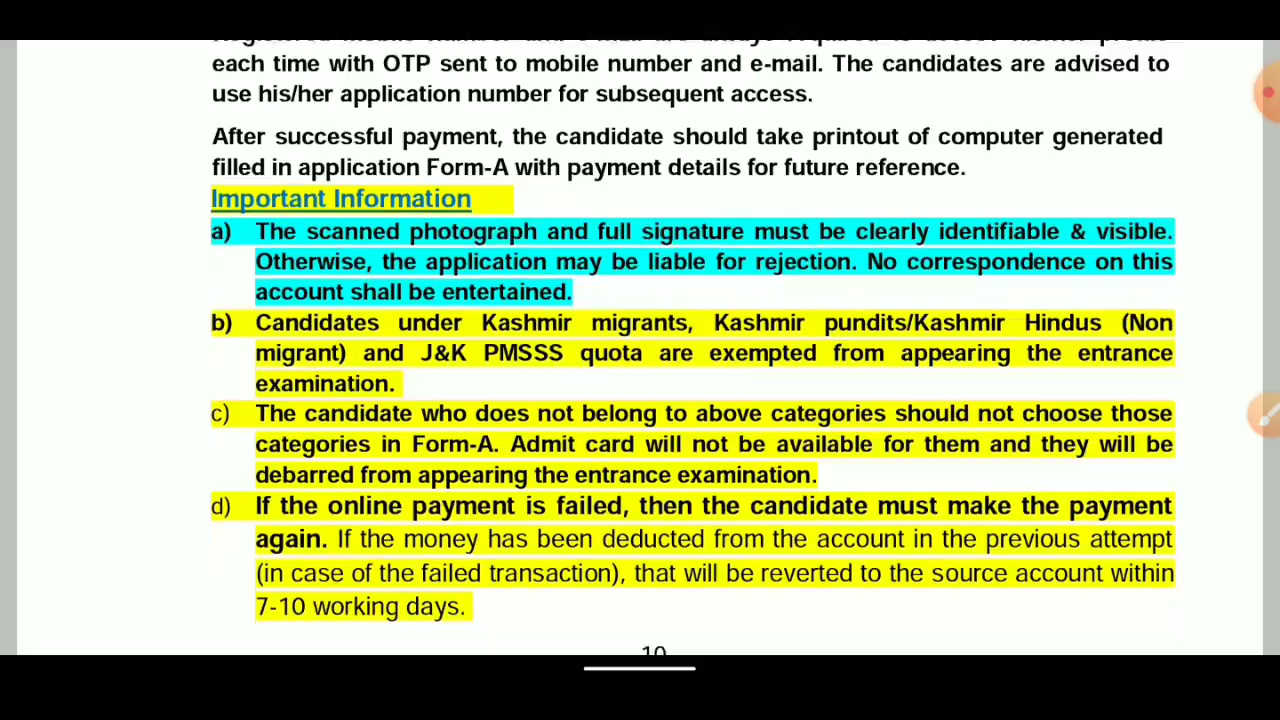 each time with OTP sent to mobile number and e-mail. The candidates are advised to
use his/her application number for subsequent access.
After successful payment, the candidate should take printout of computer generated
filled in application Form-A with payment details for future reference.
Important Information
a) The scanned photograph and full signature must be clearly identifiable & visible.
Otherwise, the application may be liable for rejection. No correspondence on this
account shall be entertained.
b) Candidates under Kashmir migrants, Kashmir pundits/Kashmir Hindus (Non
migrant) and J&K PMSSS quota are exempted from appearing the entrance
examination.
c) The candidate who does not belong to above categories should not choose those
categories in Form-A. Admit card will not be available for them and they will be
debarred from appearing the entrance examination.
d) If the online payment is failed, then the candidate must make the payment
again. If the money has been deducted from the account in the previous attempt
(in case of the failed transaction), that will be reverted to the source account within
7-10 working days.
10